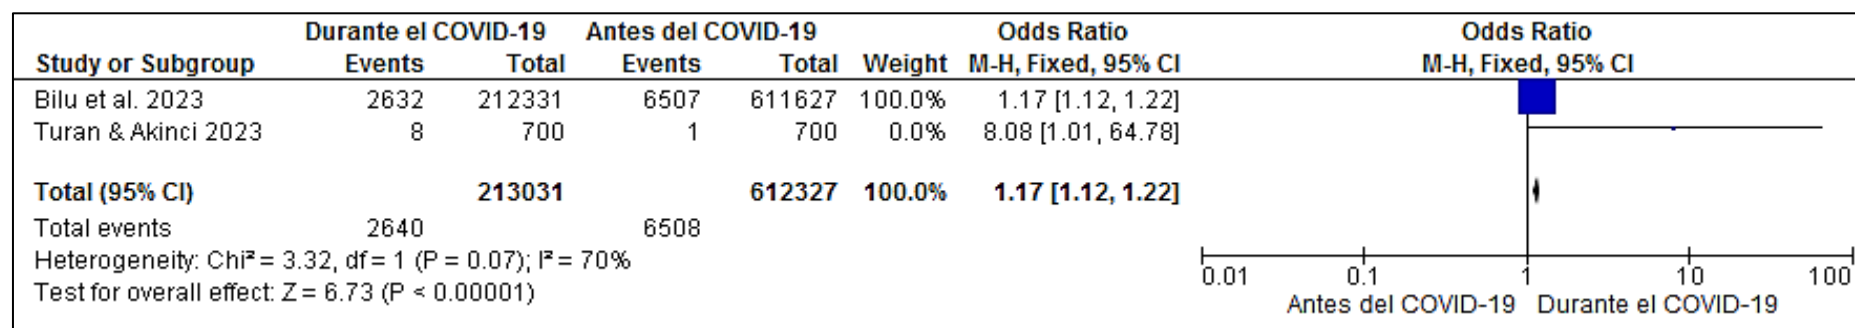 Durante el COVID-19 Antes del COVID-19 Odds Ratio Odds Ratio
Study or Subgroup Events Total Events Total Weight M-H, Fixed, 95% CI M-H, Fixed, 95% CI
Bilu et al. 2023 2632 212331 6507 611627 100.0% 1.17 [1.12, 1.22]
Turan & Akinci 2023 8 700 1 700 0.0% 8.08 [1.01, 64.78]
Total (95% CI) 213031 612327 100.0% 1.17 [1.12, 1.22]
Total events 2640 6508
Heterogeneity: Chi² = 3.32, df = 1 (P = 0.07); I² = 70%
Test for overall effect: Z = 6.73 (P < 0.00001)
0.01 0.1 1 10 100
Antes del COVID-19 Durante el COVID-19